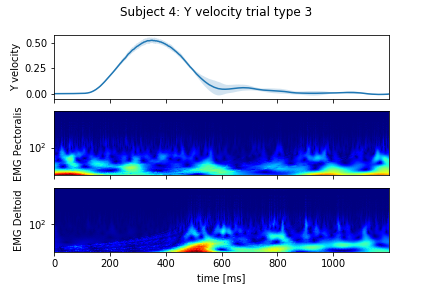 Subject 4: Y velocity trial type 3
Y velocity
0.50
0.25
0.00
EMG Pectoralis
10²
EMG Deltoid
10²
0 200 400 600 800 1000
time [ms]